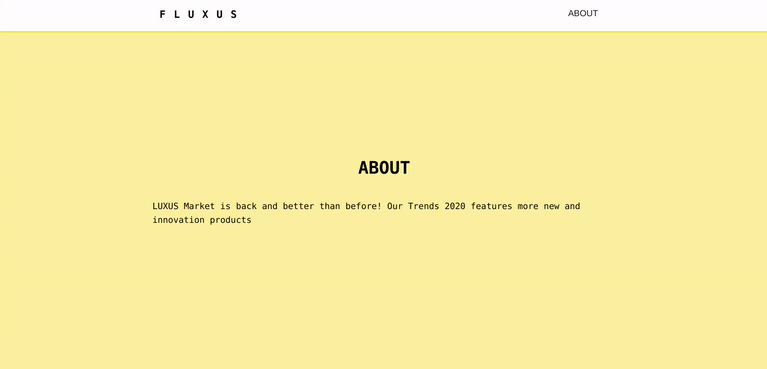 F L U X U S
ABOUT
ABOUT
LUXUS Market is back and better than before! Our Trends 2020 features more new and
innovation products